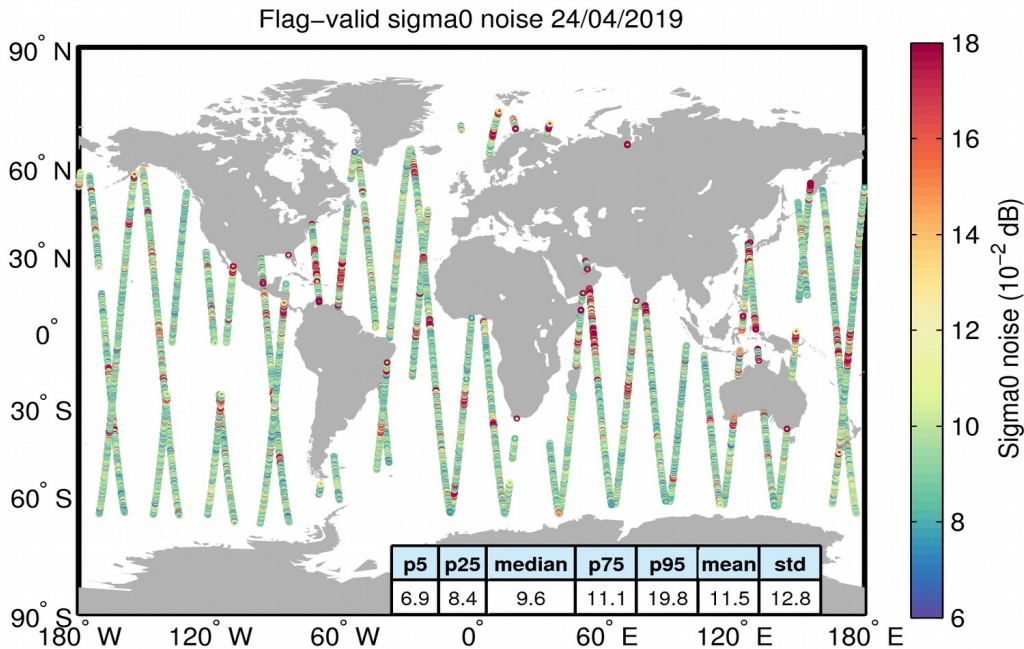 Flag−valid sigma0 noise 24/04/2019
90° N
60° N
30° N
0°
30° S
60° S
90° S
180° W
120° W
60° W
0°
60° E
120° E
180° E
18
16
14
12
10
8
6
Sigma0 noise (10⁻² dB)
p5 p25 median p75 p95 mean std
6.9 8.4 9.6 11.1 19.8 11.5 12.8